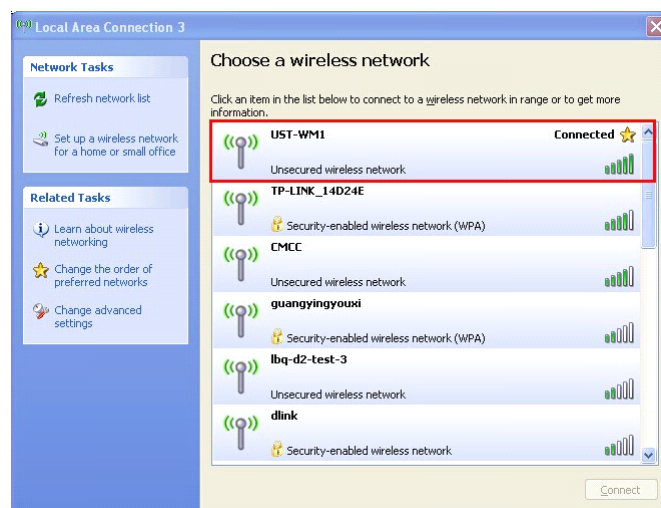 Local Area Connection 3
Network Tasks
Refresh network list
Set up a wireless network
for a home or small office
Related Tasks
Learn about wireless
networking
Change the order of
preferred networks
Change advanced
settings
Choose a wireless network
Click an item in the list below to connect to a wireless network in range or to get more
information.
UST-WM1 Connected
Unsecured wireless network
TP-LINK_14D24E
Security-enabled wireless network (WPA)
CMCC
Unsecured wireless network
guangyingyouxi
Security-enabled wireless network (WPA)
lbq-d2-test-3
Unsecured wireless network
dlink
Security-enabled wireless network
Connect